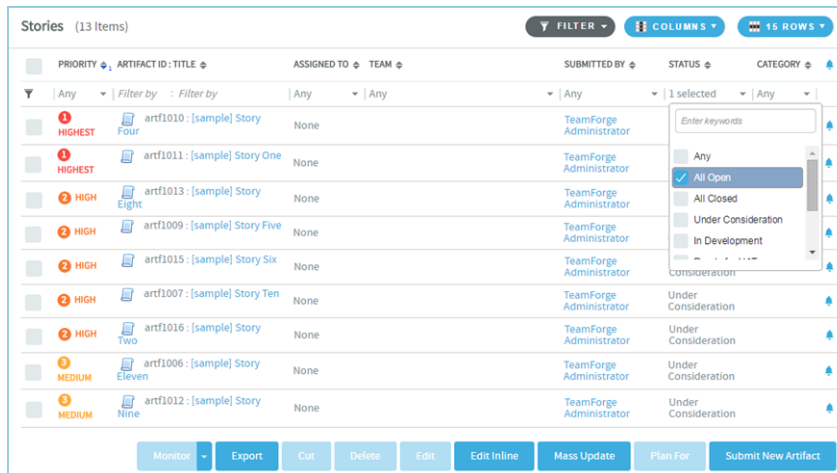 Stories (13 Items)
FILTER COLUMNS 15 ROWS
PRIORITY ARTIFACT ID : TITLE ASSIGNED TO TEAM SUBMITTED BY STATUS CATEGORY
Any Filter by : Filter by Any Any Any 1 selected Any
Enter keywords
Any
All Open
All Closed
Under Consideration
In Development
1 HIGHEST artf1010 : [sample] Story Four None TeamForge Administrator
1 HIGHEST artf1011 : [sample] Story One None TeamForge Administrator
2 HIGH artf1013 : [sample] Story Eight None TeamForge Administrator
2 HIGH artf1009 : [sample] Story Five None TeamForge Administrator
2 HIGH artf1015 : [sample] Story Six None TeamForge Administrator Consideration
2 HIGH artf1007 : [sample] Story Ten None TeamForge Administrator Under Consideration
2 HIGH artf1016 : [sample] Story Two None TeamForge Administrator Under Consideration
3 MEDIUM artf1006 : [sample] Story Eleven None TeamForge Administrator Under Consideration
3 MEDIUM artf1012 : [sample] Story Nine None TeamForge Administrator Under Consideration
Monitor Export Cut Delete Edit Edit Inline Mass Update Plan For Submit New Artifact